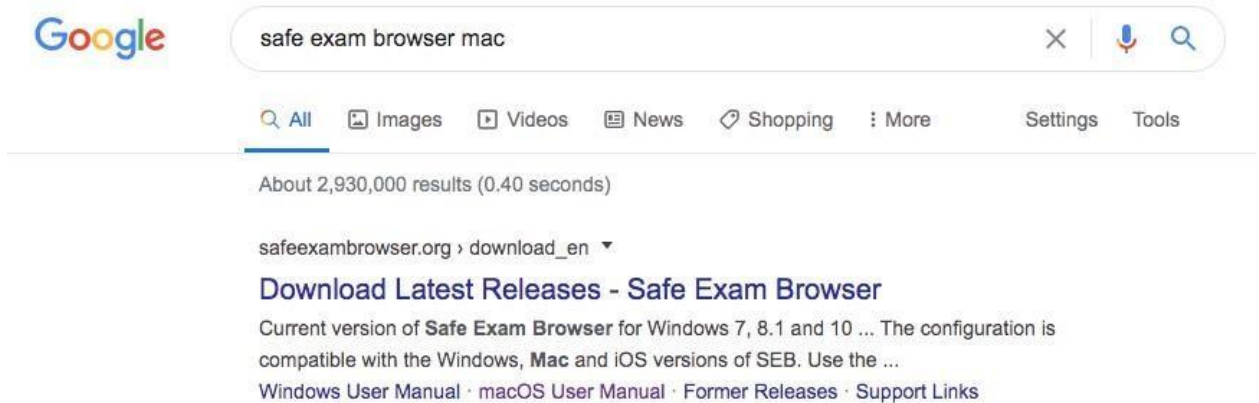 Google
safe exam browser mac
All Images Videos News Shopping More Settings Tools
About 2,930,000 results (0.40 seconds)
safeexambrowser.org › download_en
Download Latest Releases - Safe Exam Browser
Current version of Safe Exam Browser for Windows 7, 8.1 and 10 ... The configuration is
compatible with the Windows, Mac and iOS versions of SEB. Use the ...
Windows User Manual · macOS User Manual · Former Releases · Support Links